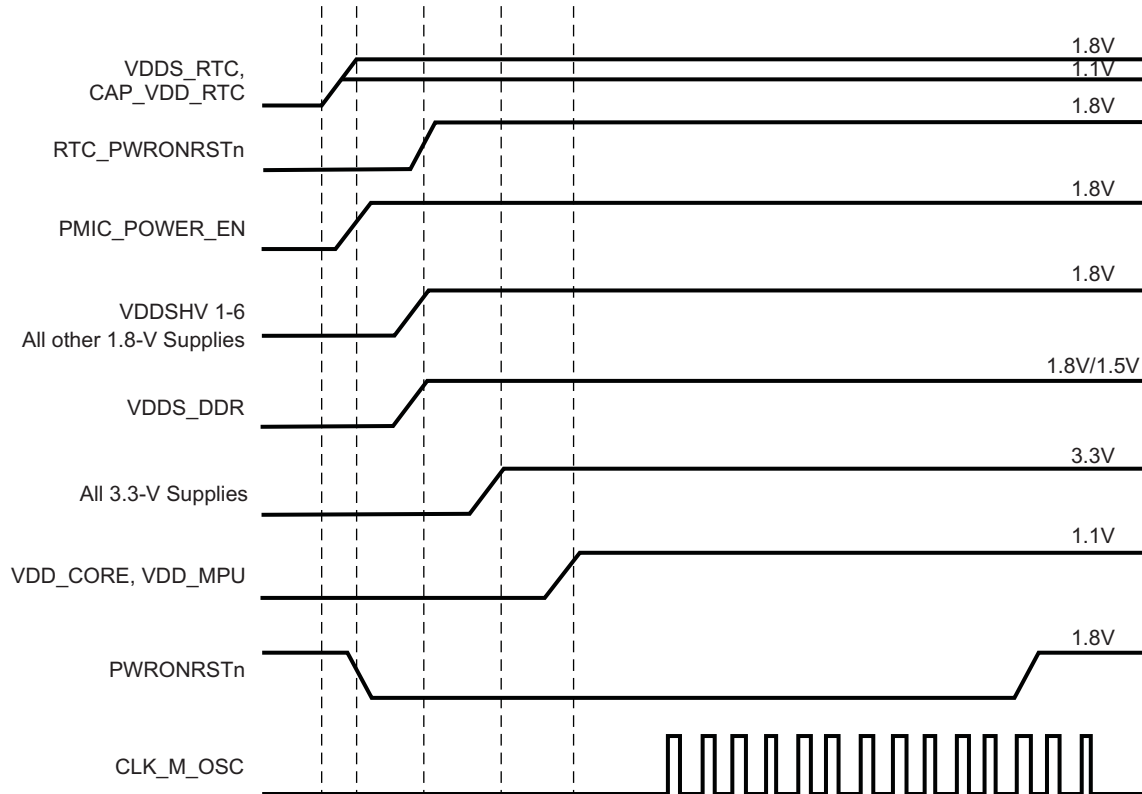 1.8V
VDDS_RTC,
1.1V
CAP_VDD_RTC
1.8V
RTC_PWRONRSTn
1.8V
PMIC_POWER_EN
1.8V
VDDSHV 1-6
All other 1.8-V Supplies
1.8V/1.5V
VDDS_DDR
3.3V
All 3.3-V Supplies
1.1V
VDD_CORE, VDD_MPU
1.8V
PWRONRSTn
CLK_M_OSC